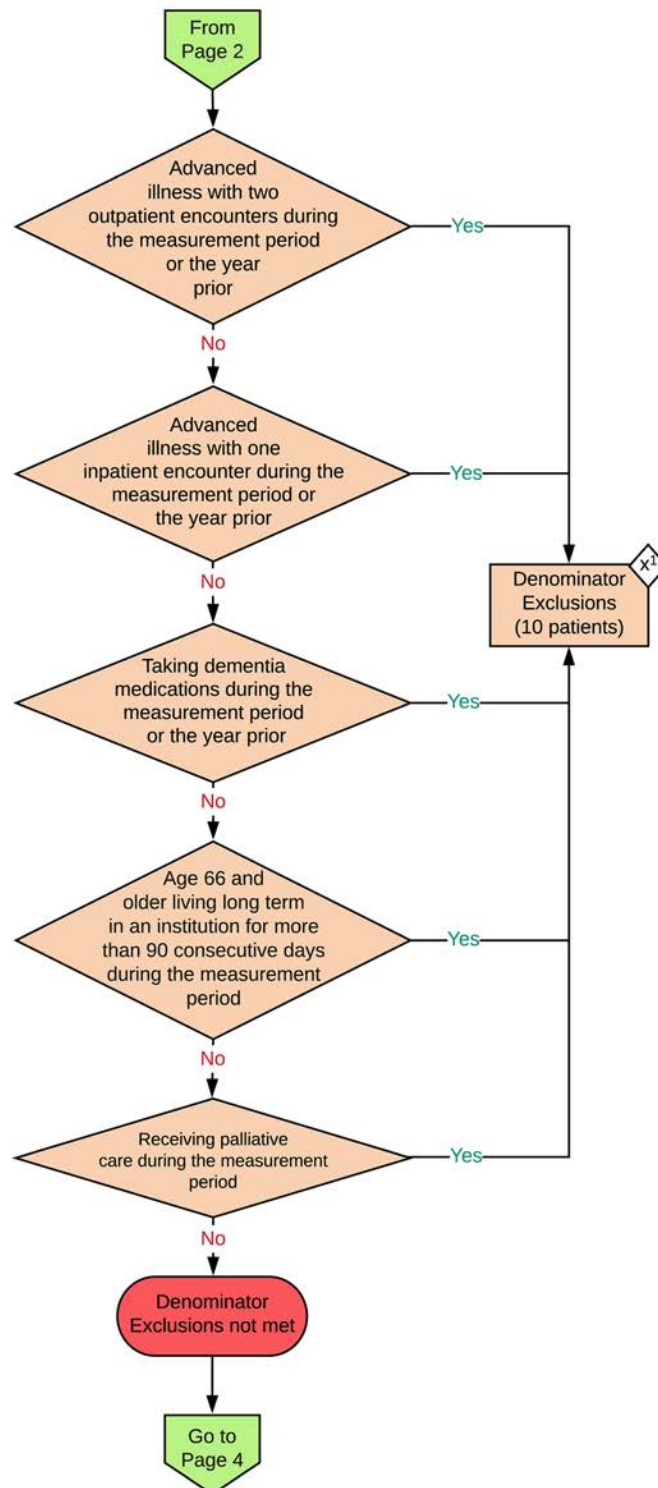 From
Page 2
Advanced
illness with two
outpatient encounters during
the measurement period
or the year
prior
Yes
No
Advanced
illness with one
inpatient encounter during the
measurement period or
the year prior
Yes
No
x¹
Denominator
Exclusions
(10 patients)
Taking dementia
medications during the
measurement period
or the year prior
Yes
No
Age 66 and
older living long term
in an institution for more
than 90 consecutive days
during the measurement
period
Yes
No
Receiving palliative
care during the measurement
period
Yes
No
Denominator
Exclusions not met
Go to
Page 4